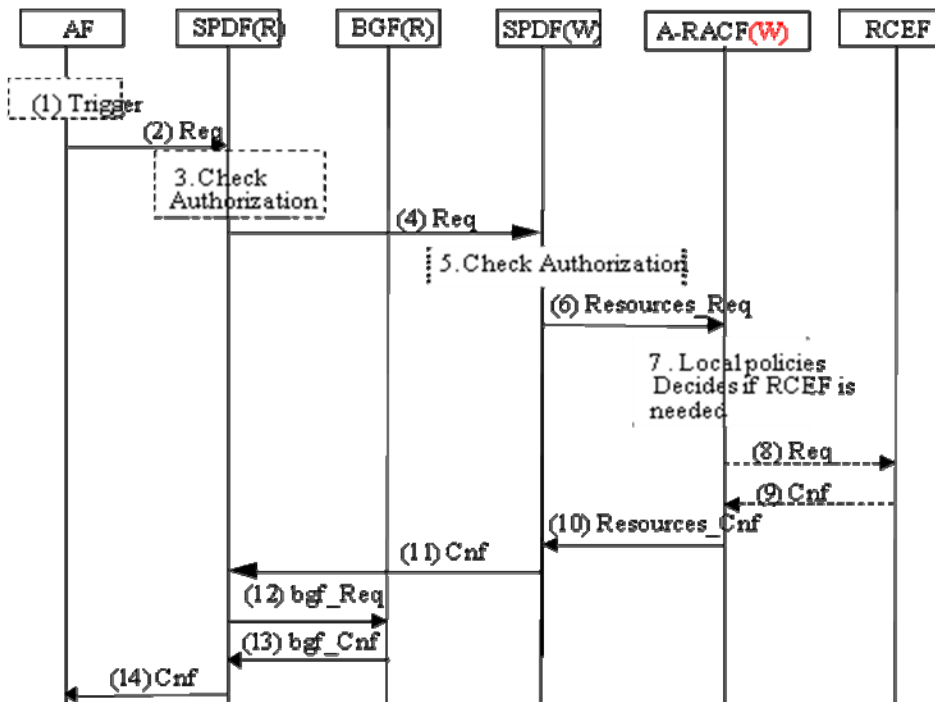 AF SPDF(R) BGF(R) SPDF(W) A-RACF(W) RCEF
(1) Trigger
(2) Req
3.Check
Authorization
(4) Req
5.Check Authorization
(6) Resources_Req
7 . Local policies
Decides if RCEF is
needed
(8) Req
(9) Cnf
(10) Resources_Cnf
(11) Cnf
(12) bgf_Req
(13) bgf_Cnf
(14) Cnf